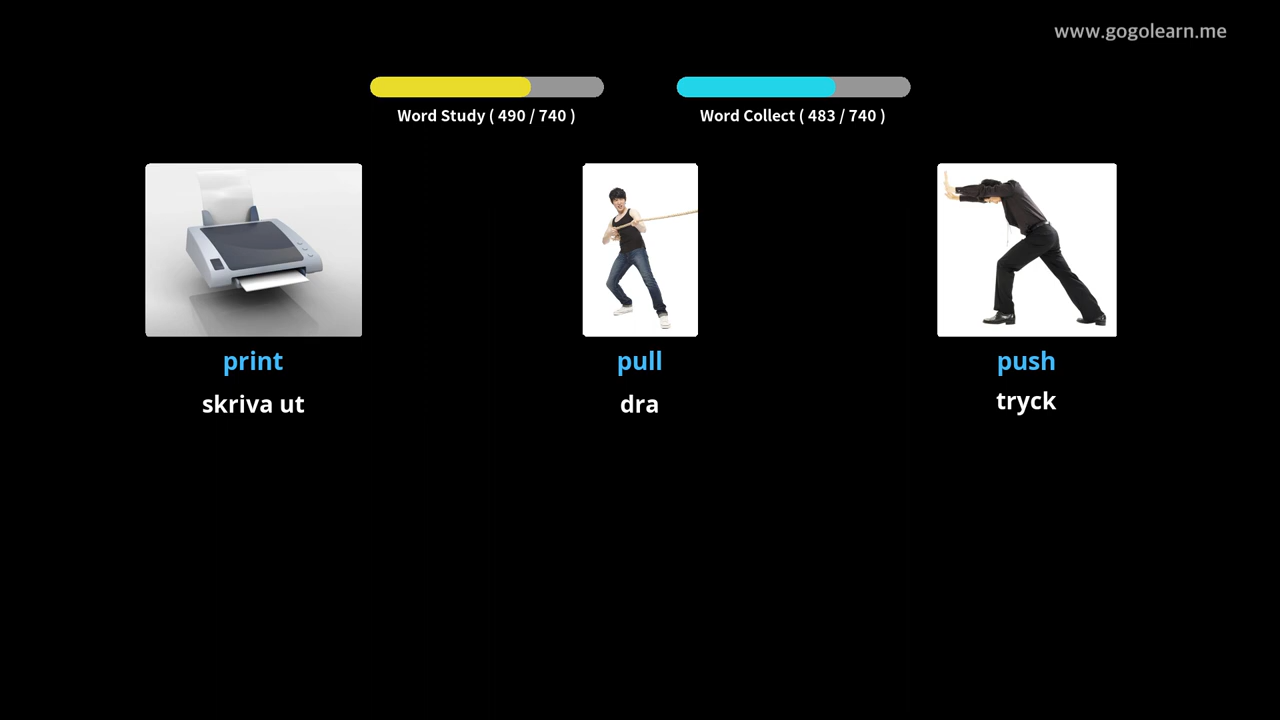 www.gogolearn.me
Word Study ( 490 / 740 )
Word Collect ( 483 / 740 )
print
pull
push
skriva ut
dra
tryck